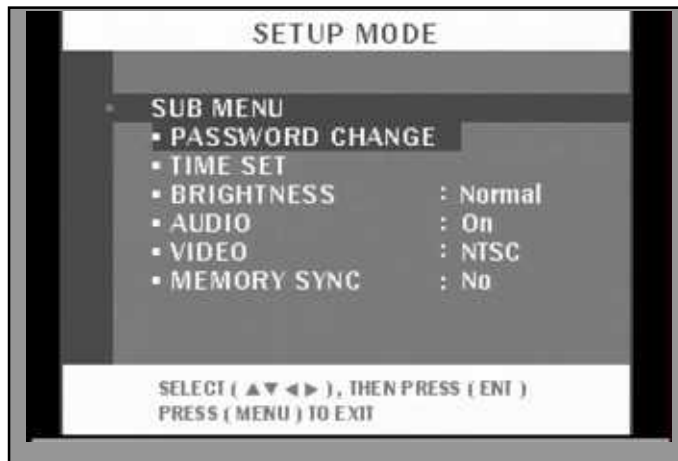 SETUP MODE
SUB MENU
▪ PASSWORD CHANGE
▪ TIME SET
▪ BRIGHTNESS : Normal
▪ AUDIO : On
▪ VIDEO : NTSC
▪ MEMORY SYNC : No
SELECT ( ▲▼ ◀▶ ), THEN PRESS ( ENT )
PRESS ( MENU ) TO EXIT